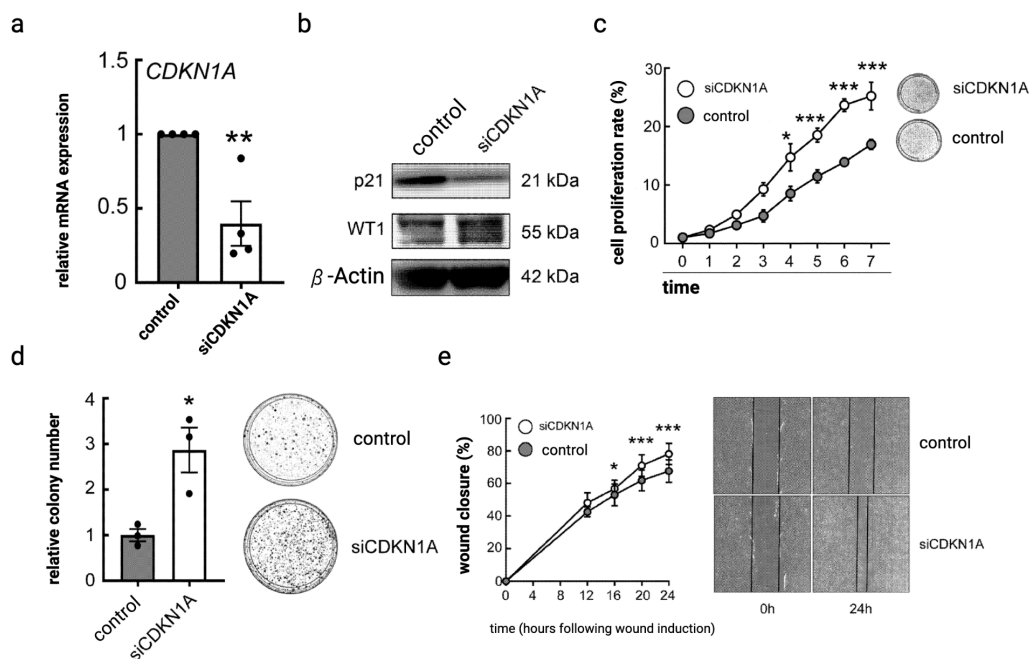 a
relative mRNA expression
1.5
1
0.5
0
CDKN1A
**
control
siCDKN1A
b
control
siCDKN1A
p21
21 kDa
WT1
55 kDa
β-Actin
42 kDa
c
cell proliferation rate (%)
30
20
10
0
siCDKN1A
control
*
***
***
***
0 1 2 3 4 5 6 7
time
siCDKN1A
control
d
relative colony number
4
3
2
1
0
*
control
siCDKN1A
control
siCDKN1A
e
wound closure (%)
100
80
60
40
20
0
siCDKN1A
control
*
***
***
0 4 8 12 16 20 24
time (hours following wound induction)
control
siCDKN1A
0h
24h